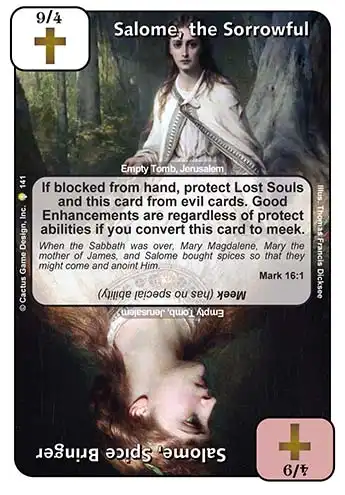 9/4
Salome, the Sorrowful
Empty Tomb, Jerusalem
If blocked from hand, protect Lost Souls
and this card from evil cards. Good
Enhancements are regardless of protect
abilities if you convert this card to meek.
When the Sabbath was over, Mary Magdalene, Mary the
mother of James, and Salome bought spices so that they
might come and anoint Him.
Mark 16:1
© Cactus Game Design, Inc. 141
Illus. Thomas Francis Dicksee
Meek (has no special ability)
Empty Tomb, Jerusalem
Salome, Spice Bringer
4/9